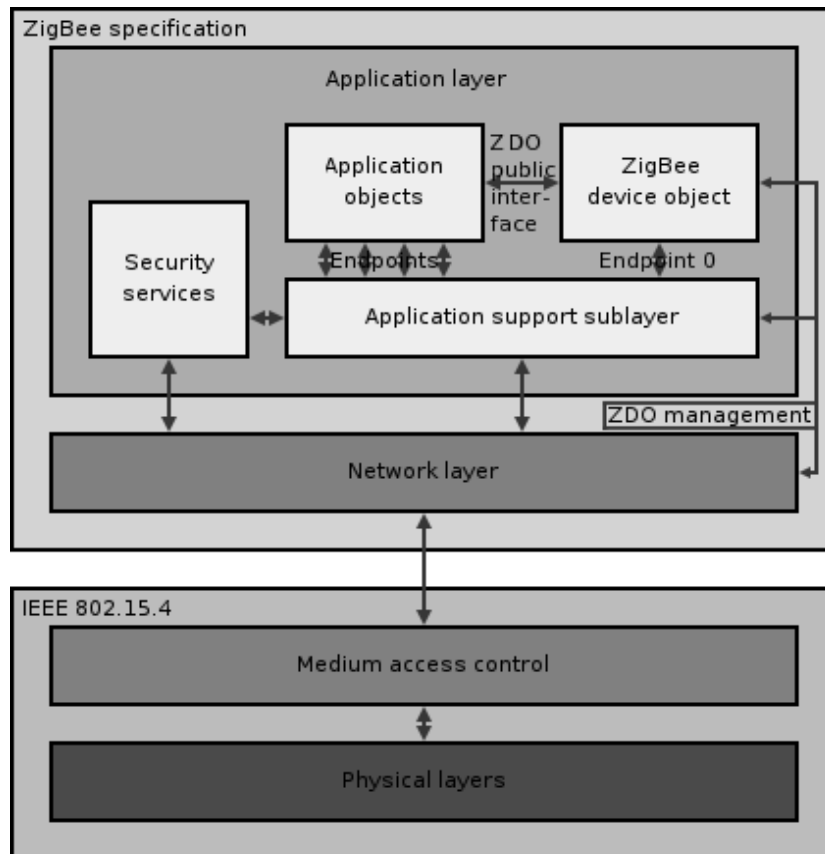 ZigBee specification
Application layer
Application
objects
ZDO
public
inter-
face
ZigBee
device object
Security
services
Endpoints
Endpoint 0
Application support sublayer
ZDO management
Network layer
IEEE 802.15.4
Medium access control
Physical layers